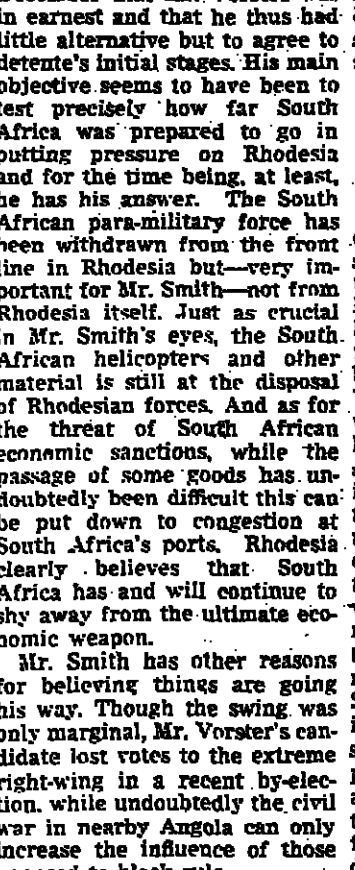 in earnest and that he thus had
little alternative but to agree to
detente's initial stages. His main
objective seems to have been to
test precisely how far South
Africa was prepared to go in
putting pressure on Rhodesia
and for the time being, at least,
he has his answer. The South
African para-military force has
been withdrawn from the front
line in Rhodesia but—very im-
portant for Mr. Smith—not from
Rhodesia itself. Just as crucial
in Mr. Smith's eyes, the South
African helicopters and other
material is still at the disposal
of Rhodesian forces. And as for
the threat of South African
economic sanctions, while the
passage of some goods has un-
doubtedly been difficult this can
be put down to congestion at
South Africa's ports. Rhodesia
clearly believes that South
Africa has and will continue to
shy away from the ultimate eco-
nomic weapon.
Mr. Smith has other reasons
for believing things are going
his way. Though the swing was
only marginal, Mr. Vorster's can-
didate lost votes to the extreme
right-wing in a recent by-elec-
tion. while undoubtedly the civil
war in nearby Angola can only
increase the influence of those